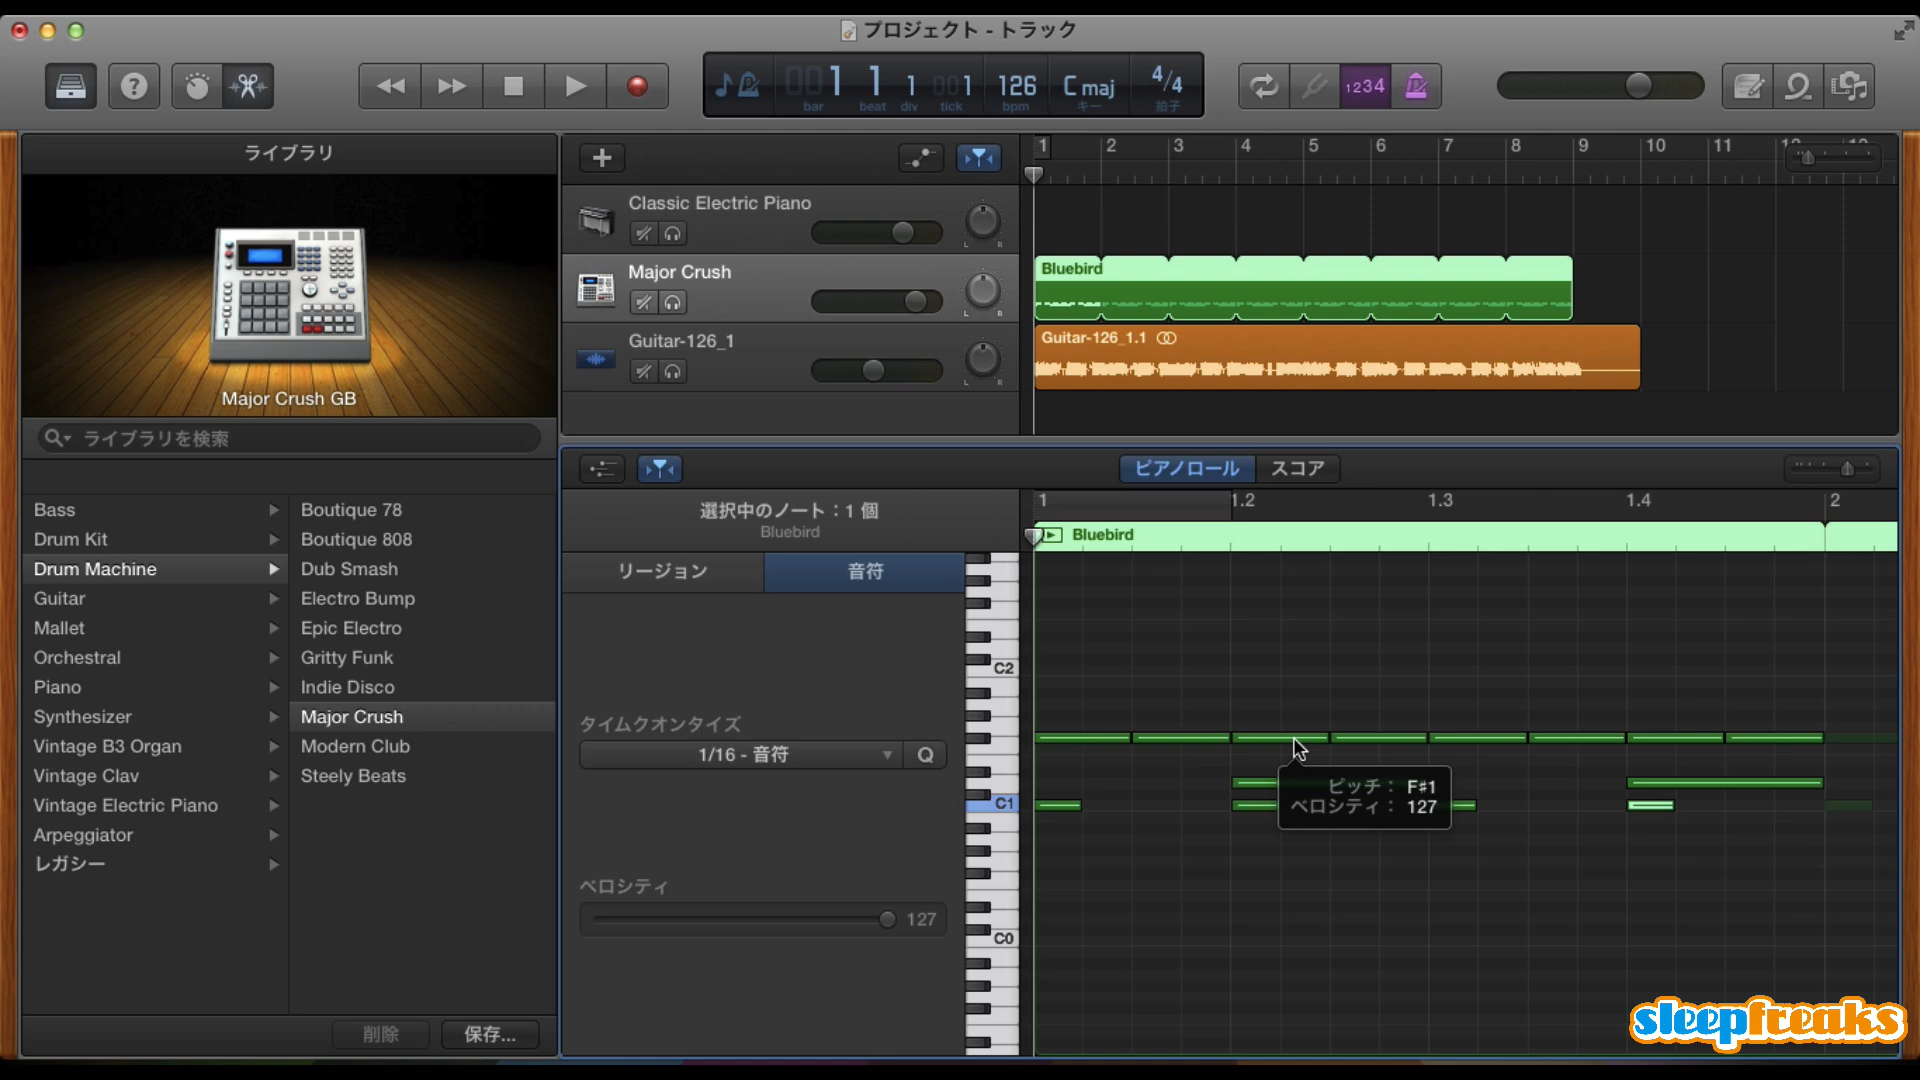 プロジェクト - トラック
001 1 1 001 126 C maj 4/4
bar beat div tick bpm キー 拍子
1234
ライブラリ
Major Crush GB
ライブラリを検索
Bass
Drum Kit
Drum Machine
Guitar
Mallet
Orchestral
Piano
Synthesizer
Vintage B3 Organ
Vintage Clav
Vintage Electric Piano
Arpeggiator
レガシー
Boutique 78
Boutique 808
Dub Smash
Electro Bump
Epic Electro
Gritty Funk
Indie Disco
Major Crush
Modern Club
Steely Beats
削除
保存...
1 2 3 4 5 6 7 8 9 10 11
Classic Electric Piano
L R
Major Crush
L R
Guitar-126_1
L R
Bluebird
Guitar-126_1.1
ピアノロール
スコア
選択中のノート：1 個
Bluebird
リージョン
音符
タイムクオンタイズ
1/16 - 音符
Q
ベロシティ
127
1 1.2 1.3 1.4 2
Bluebird
C2
C1
C0
ピッチ： F#1
ベロシティ： 127
sleepfreaks